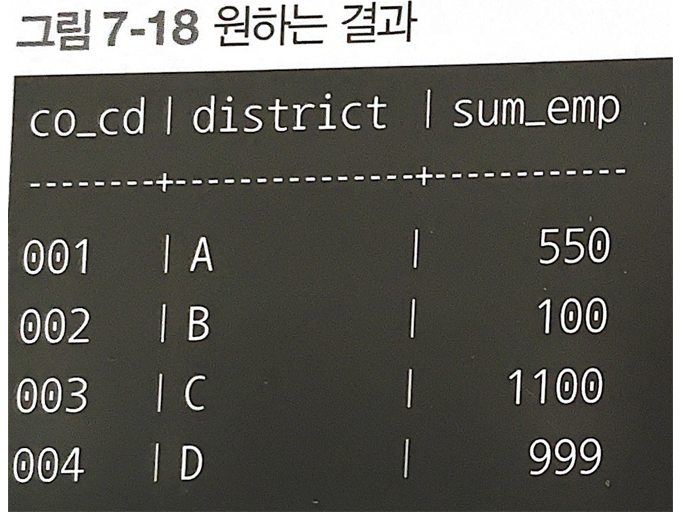 그림 7-18 원하는 결과
co_cd | district | sum_emp
--------+---------------+------------
001 | A | 550
002 | B | 100
003 | C | 1100
004 | D | 999